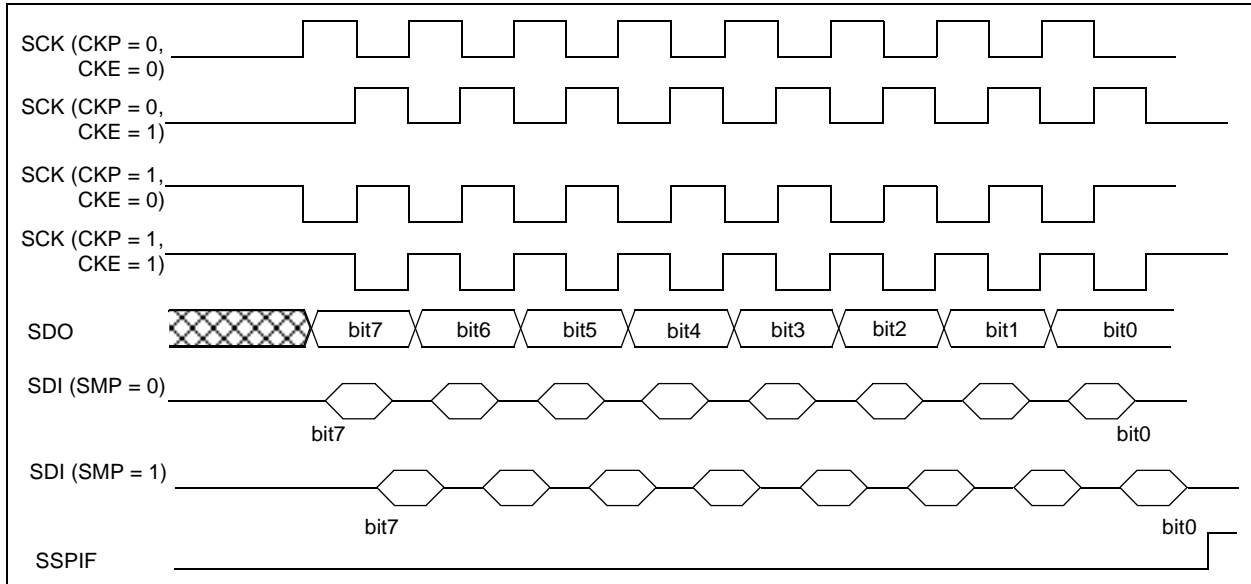 SCK (CKP = 0,
CKE = 0)
SCK (CKP = 0,
CKE = 1)
SCK (CKP = 1,
CKE = 0)
SCK (CKP = 1,
CKE = 1)
SDO
bit7 bit6 bit5 bit4 bit3 bit2 bit1 bit0
SDI (SMP = 0)
bit7 bit0
SDI (SMP = 1)
bit7 bit0
SSPIF